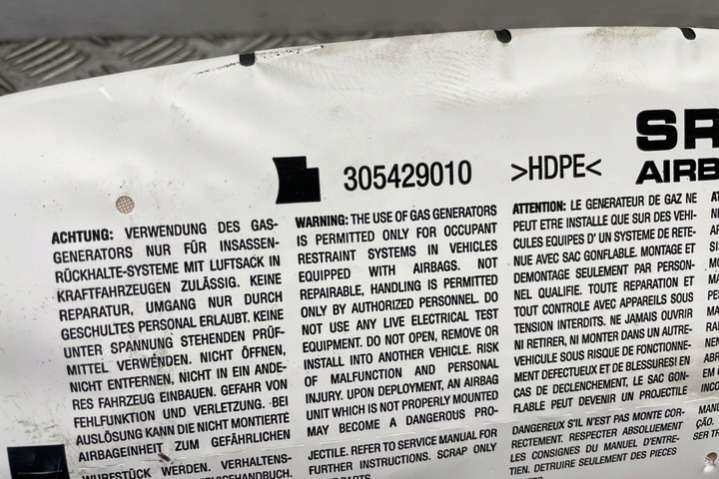 SR
AIRB
305429010 >HDPE<
ACHTUNG: VERWENDUNG DES GAS-
GENERATORS NUR FÜR INSASSEN-
RÜCKHALTE-SYSTEME MIT LUFTSACK IN
KRAFTFAHRZEUGEN ZULÄSSIG. KEINE
REPARATUR, UMGANG NUR DURCH
GESCHULTES PERSONAL ERLAUBT. KEINE
UNTER SPANNUNG STEHENDEN PRÜF-
MITTEL VERWENDEN. NICHT ÖFFNEN,
NICHT ENTFERNEN, NICHT IN EIN ANDE-
RES FAHRZEUG EINBAUEN. GEFAHR VON
FEHLFUNKTION UND VERLETZUNG. BEI
AUSLÖSUNG KANN DIE NICHT MONTIERTE
AIRBAGEINHEIT ZUM GEFÄHRLICHEN
WURFSTÜCK WERDEN. VERHALTENS-
SERVICEHANDBUCH.
WARNING: THE USE OF GAS GENERATORS
IS PERMITTED ONLY FOR OCCUPANT
RESTRAINT SYSTEMS IN VEHICLES
EQUIPPED WITH AIRBAGS. NOT
REPAIRABLE, HANDLING IS PERMITTED
ONLY BY AUTHORIZED PERSONNEL. DO
NOT USE ANY LIVE ELECTRICAL TEST
EQUIPMENT. DO NOT OPEN, REMOVE OR
INSTALL INTO ANOTHER VEHICLE. RISK
OF MALFUNCTION AND PERSONAL
INJURY. UPON DEPLOYMENT, AN AIRBAG
UNIT WHICH IS NOT PROPERLY MOUNTED
MAY BECOME A DANGEROUS PRO-
JECTILE. REFER TO SERVICE MANUAL FOR
FURTHER INSTRUCTIONS. SCRAP ONLY
PARTS.
ATTENTION: LE GENERATEUR DE GAZ NE
PEUT ETRE INSTALLE QUE SUR DES VEHI-
CULES EQUIPES D' UN SYSTEME DE RETE-
NUE AVEC SAC GONFLABLE. MONTAGE ET
DEMONTAGE SEULEMENT PAR PERSON-
NEL QUALIFIE. TOUTE REPARATION ET
TOUT CONTROLE AVEC APPAREILS SOUS
TENSION INTERDITS. NE JAMAIS OUVRIR
NI RETIRER, NI MONTER DANS UN AUTRE-
VEHICULE SOUS RISQUE DE FONCTIONNE-
MENT DEFECTUEUX ET DE BLESSURES! EN
CAS DE DECLENCHEMENT, LE SAC GON-
FLABLE PEUT DEVENIR UN PROJECTILE
DANGEREUX S'IL N'EST PAS MONTE COR-
RECTEMENT. RESPECTER ABSOLUEMENT
LES CONSIGNES DU MANUEL D'ENTRE-
TIEN. DETRUIRE SEULEMENT DES PIECES